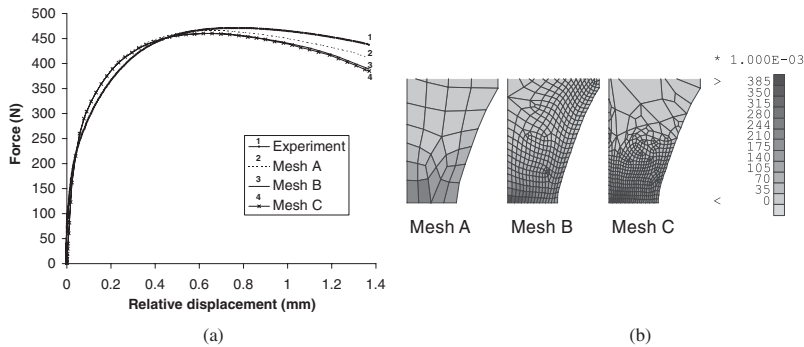 500
450
400
350
300
250
200
150
100
50
0
Force (N)
0 0.2 0.4 0.6 0.8 1 1.2 1.4
Relative displacement (mm)
1
2
3
4
1 Experiment
2 Mesh A
3 Mesh B
4 Mesh C
(a)
* 1.000E-03
> 385
350
315
280
244
210
175
140
105
70
35
< 0
Mesh A Mesh B Mesh C
(b)